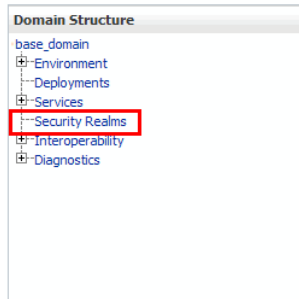 Domain Structure
base_domain
Environment
Deployments
Services
Security Realms
Interoperability
Diagnostics